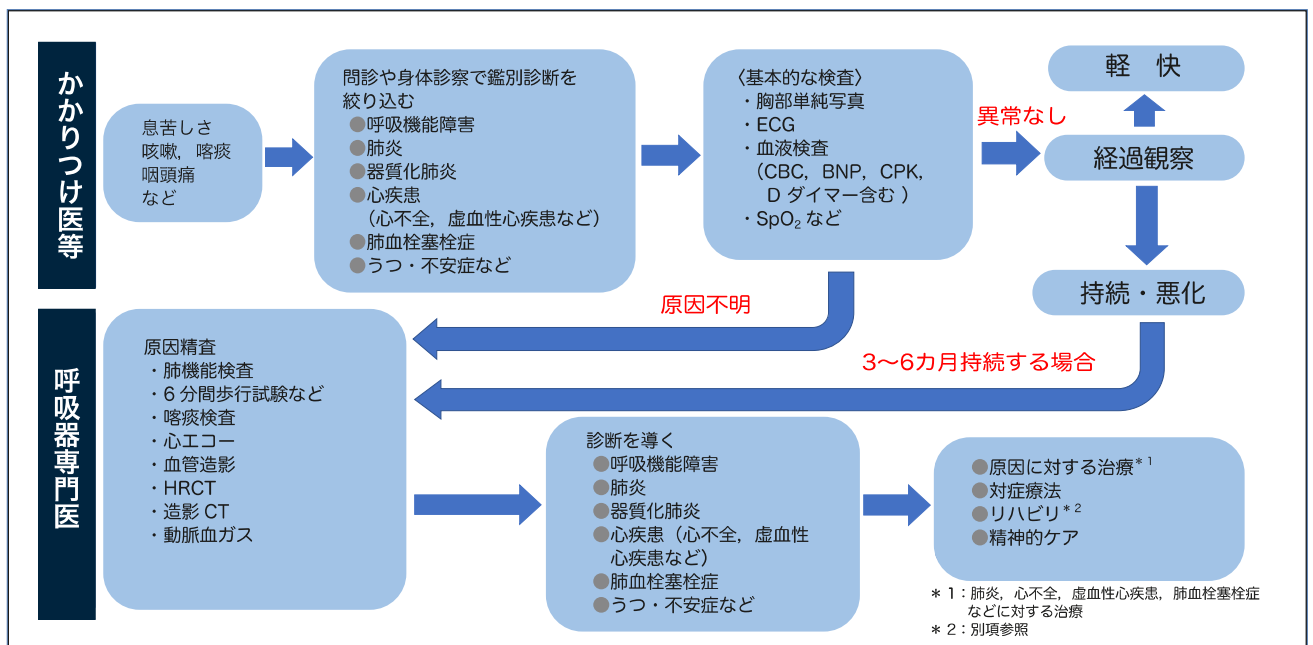 かかりつけ医等
息苦しさ
咳嗽，喀痰
咽頭痛
など
問診や身体診察で鑑別診断を
絞り込む
●呼吸機能障害
●肺炎
●器質化肺炎
●心疾患
（心不全，虚血性心疾患など）
●肺血栓塞栓症
●うつ・不安症など
〈基本的な検査〉
・胸部単純写真
・ECG
・血液検査
（CBC，BNP，CPK，
D ダイマー含む ）
・SpO₂ など
異常なし
軽　快
経過観察
持続・悪化
原因不明
3〜6カ月持続する場合
呼吸器専門医
原因精査
・肺機能検査
・6 分間歩行試験など
・喀痰検査
・心エコー
・血管造影
・HRCT
・造影 CT
・動脈血ガス
診断を導く
●呼吸機能障害
●肺炎
●器質化肺炎
●心疾患（心不全，虚血性
心疾患など）
●肺血栓塞栓症
●うつ・不安症など
●原因に対する治療＊1
●対症療法
●リハビリ＊2
●精神的ケア
＊1：肺炎，心不全，虚血性心疾患，肺血栓塞栓症
などに対する治療
＊2：別項参照